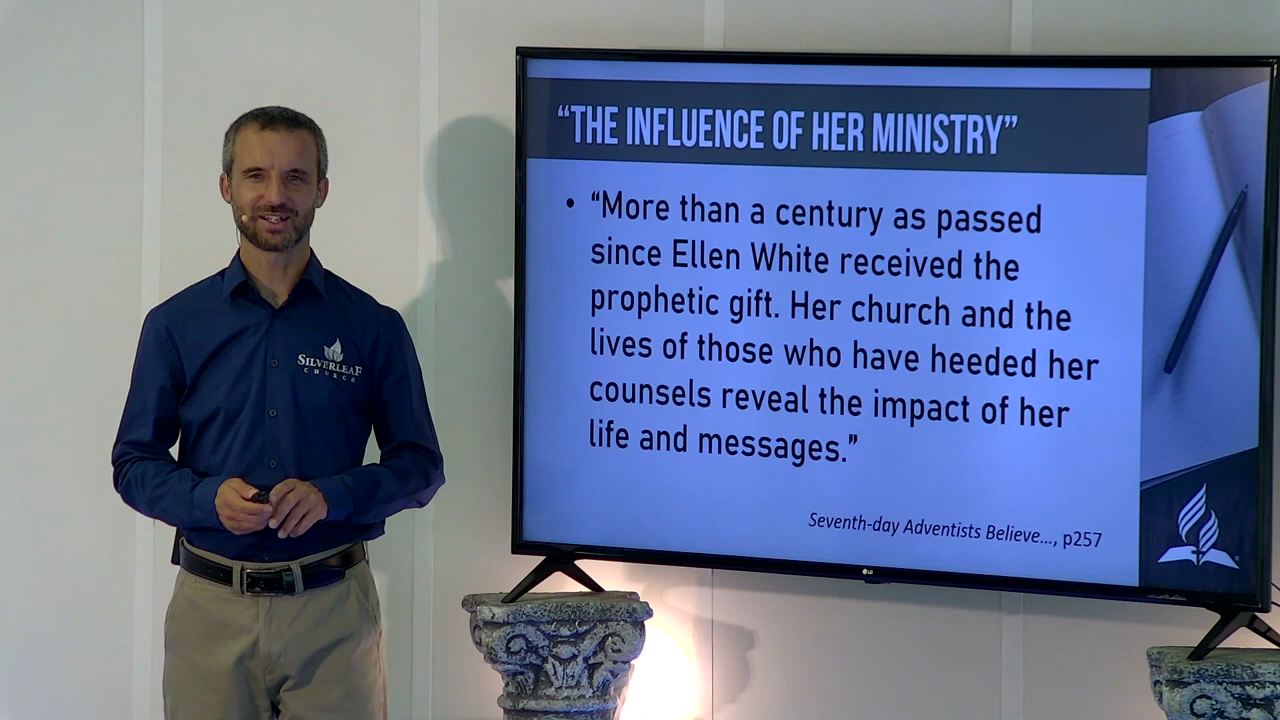 SILVERLEAF
CHURCH
“THE INFLUENCE OF HER MINISTRY”
• “More than a century as passed
since Ellen White received the
prophetic gift. Her church and the
lives of those who have heeded her
counsels reveal the impact of her
life and messages.”
Seventh-day Adventists Believe..., p257
LG